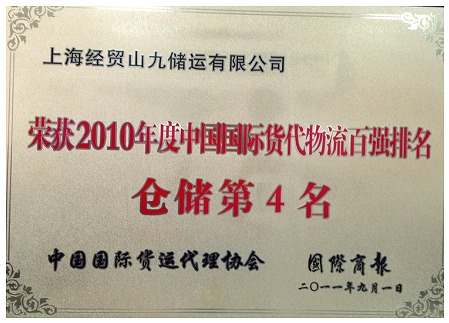 上海经贸山九储运有限公司
荣获2010年度中国国际货代物流百强排名
仓储第4名
中国国际货运代理协会 国際商報
二〇一一年九月一日